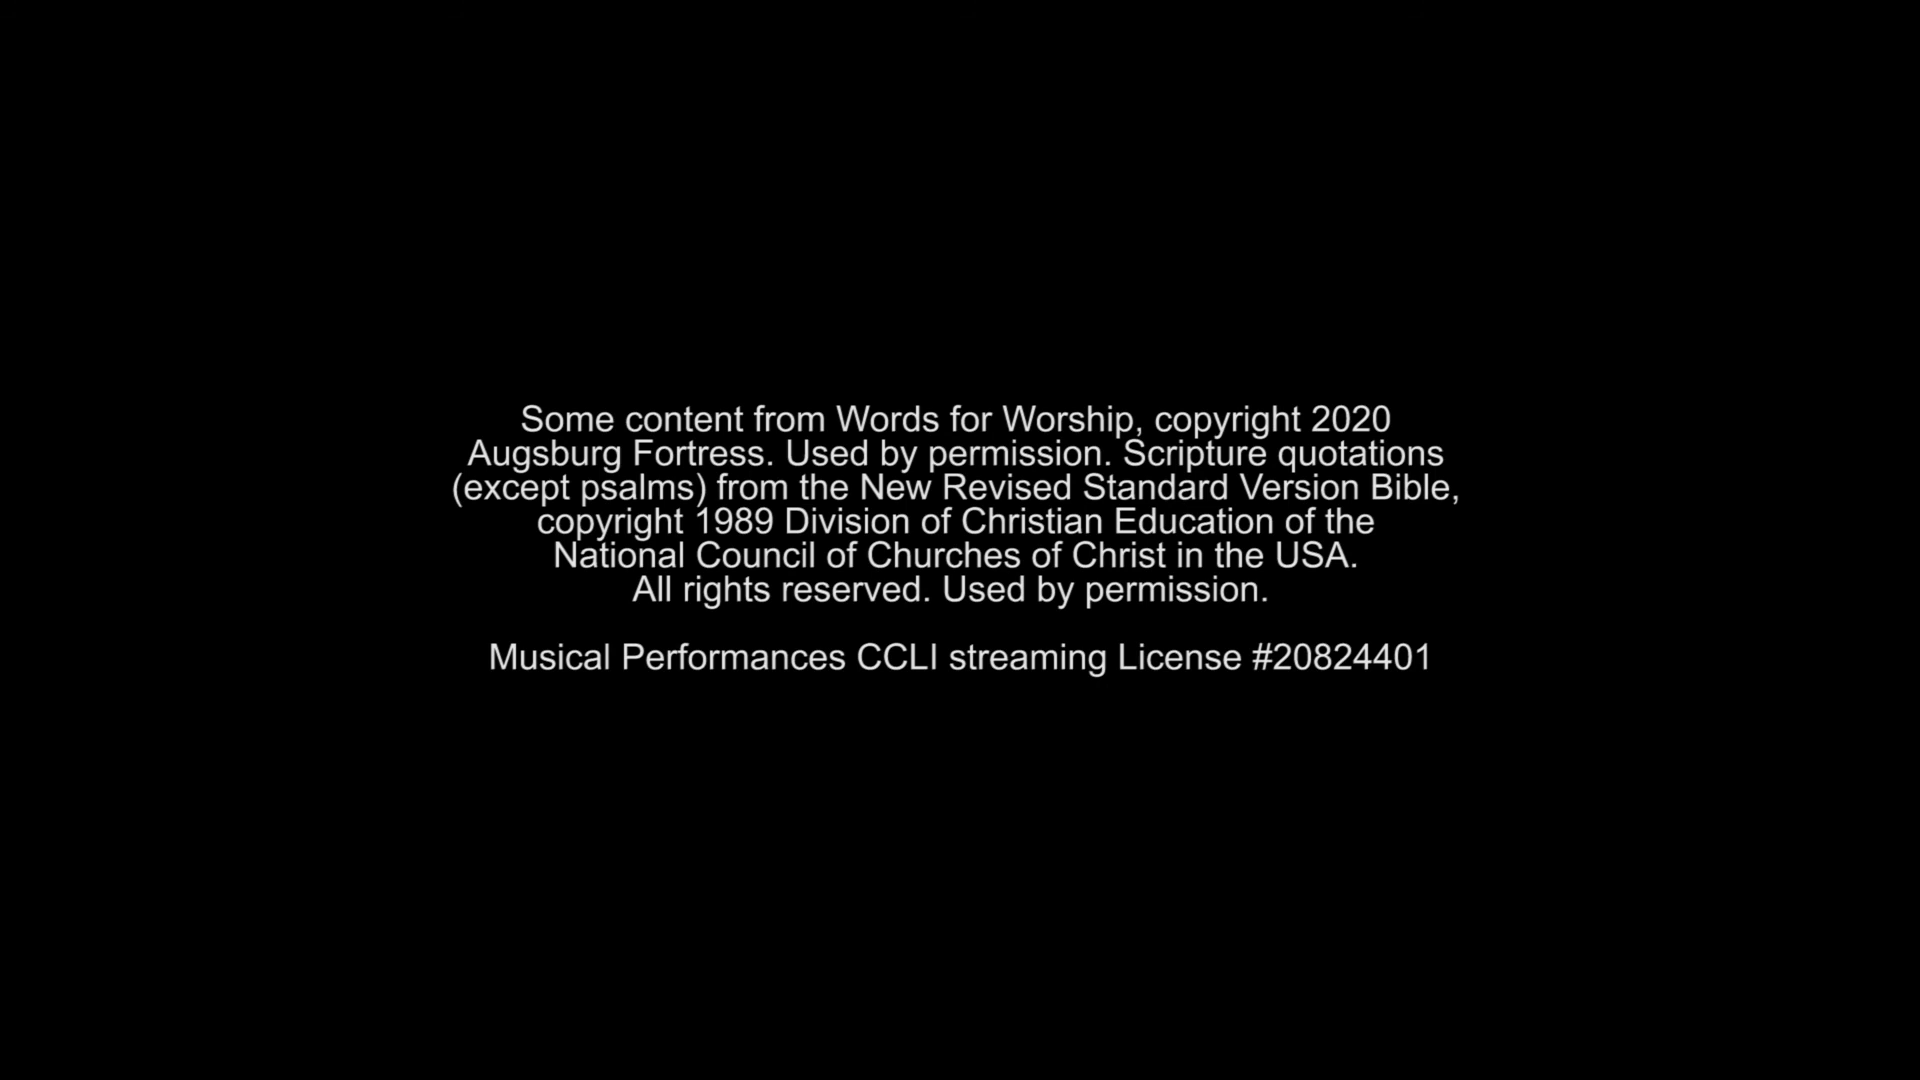 Some content from Words for Worship, copyright 2020
Augsburg Fortress. Used by permission. Scripture quotations
(except psalms) from the New Revised Standard Version Bible,
copyright 1989 Division of Christian Education of the
National Council of Churches of Christ in the USA.
All rights reserved. Used by permission.
Musical Performances CCLI streaming License #20824401